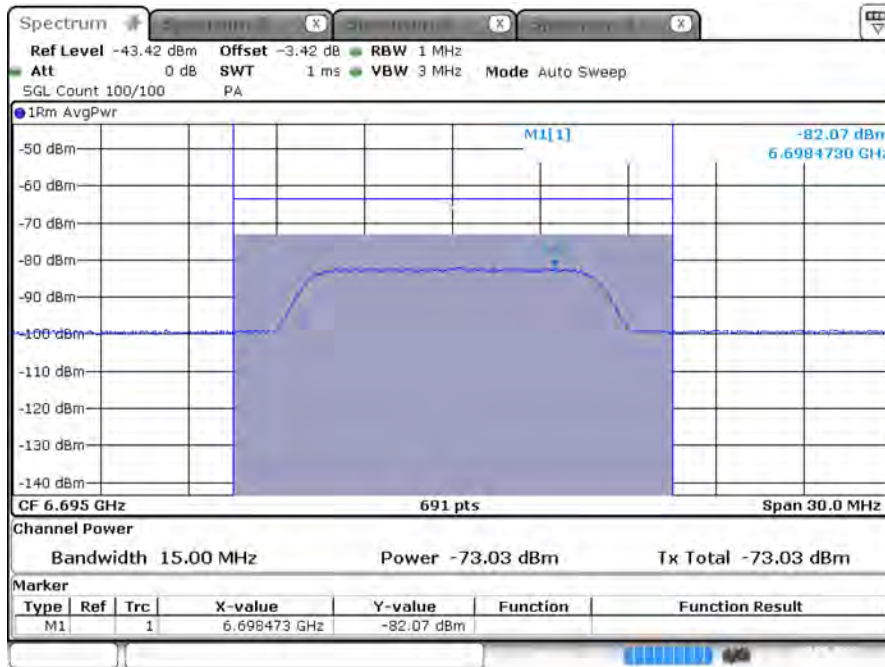 Spectrum
X
X
X
Ref Level -43.42 dBm Offset -3.42 dB RBW 1 MHz
Att 0 dB SWT 1 ms VBW 3 MHz Mode Auto Sweep
SGL Count 100/100 PA
1Rm AvgPwr
M1[1] -82.07 dBm
6.6984730 GHz
-50 dBm
-60 dBm
-70 dBm
-80 dBm
-90 dBm
-100 dBm
-110 dBm
-120 dBm
-130 dBm
-140 dBm
CF 6.695 GHz 691 pts Span 30.0 MHz
Channel Power
Bandwidth 15.00 MHz Power -73.03 dBm Tx Total -73.03 dBm
Marker
Type Ref Trc X-value Y-value Function Function Result
M1 1 6.698473 GHz -82.07 dBm